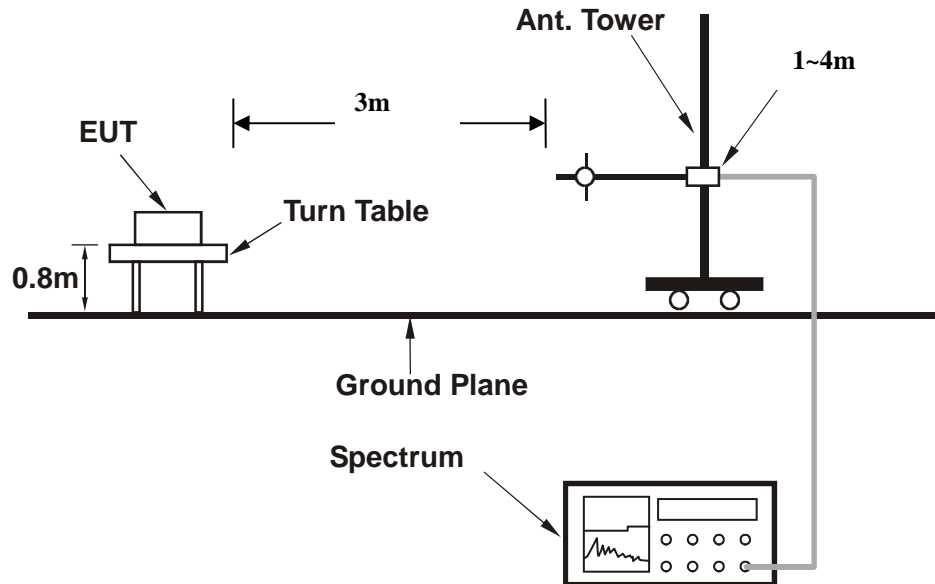 Ant. Tower
1~4m
3m
EUT
Turn Table
0.8m
Ground Plane
Spectrum